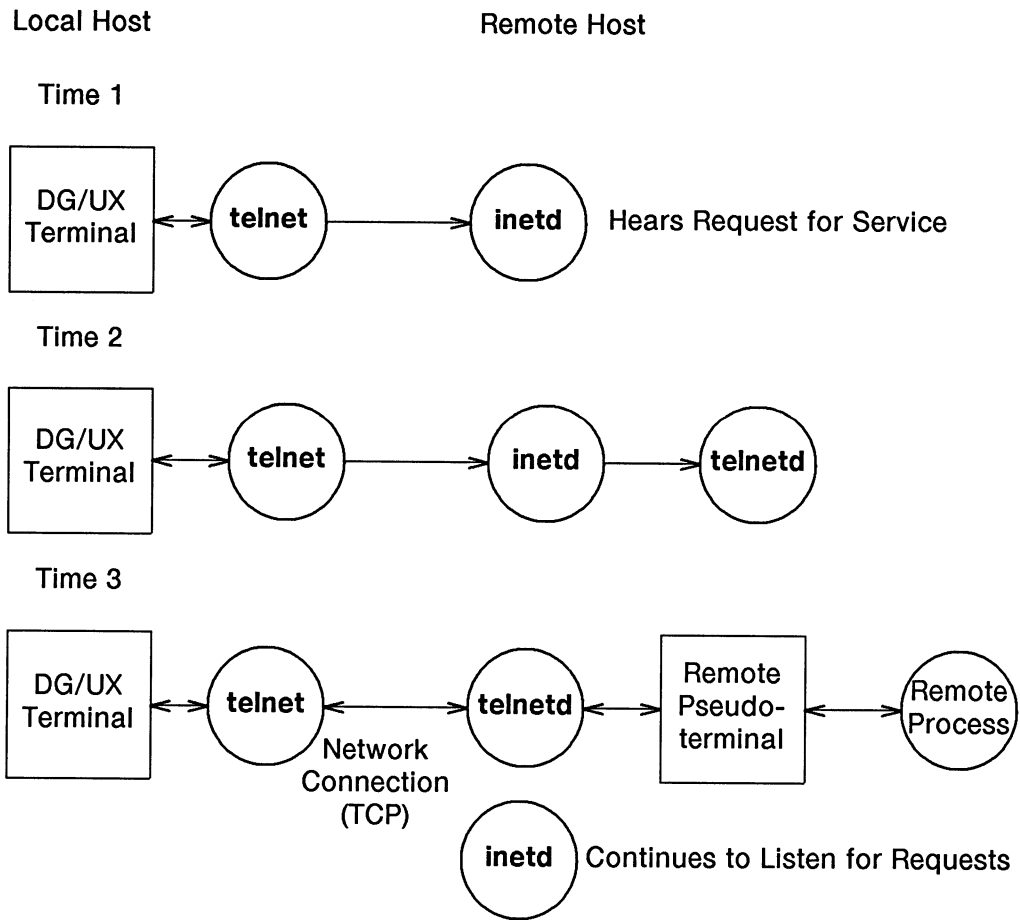 Local Host
Remote Host
Time 1
DG/UX
Terminal
telnet
inetd
Hears Request for Service
Time 2
DG/UX
Terminal
telnet
inetd
telnetd
Time 3
DG/UX
Terminal
telnet
Network
Connection
(TCP)
telnetd
Remote
Pseudo-
terminal
Remote
Process
inetd
Continues to Listen for Requests